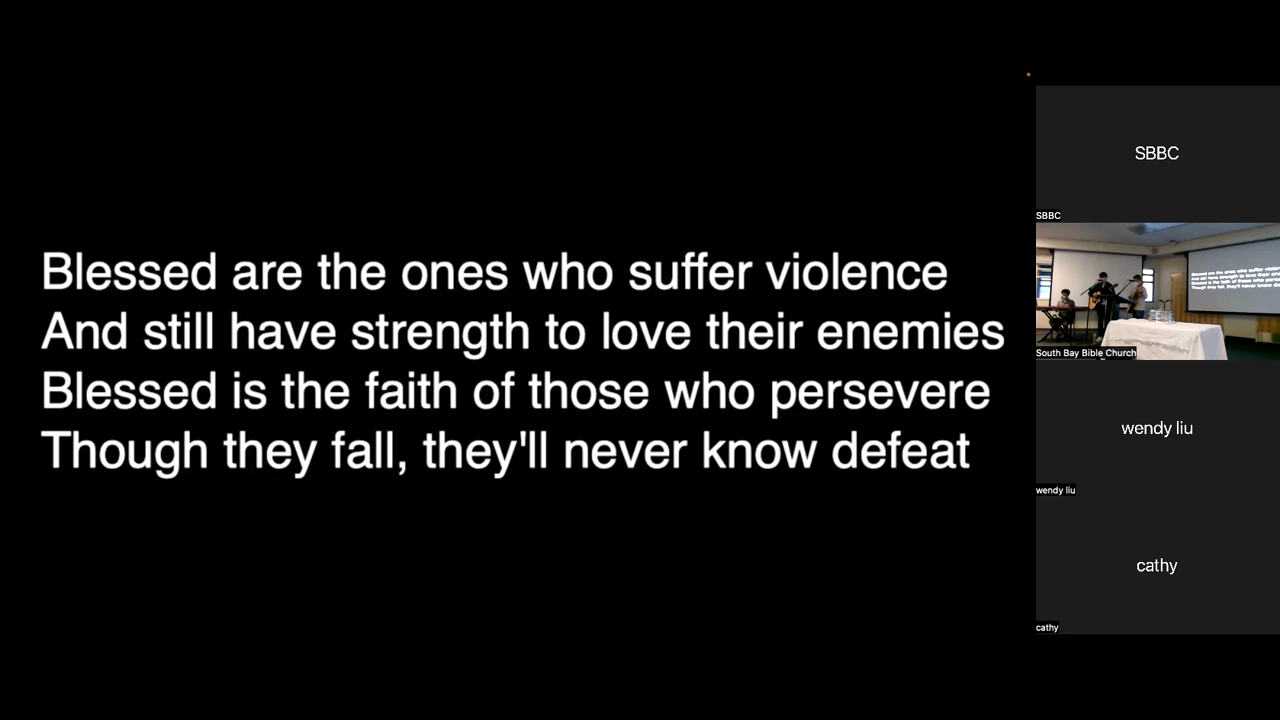 Blessed are the ones who suffer violence
And still have strength to love their enemies
Blessed is the faith of those who persevere
Though they fall, they'll never know defeat
SBBC
SBBC
South Bay Bible Church
wendy liu
wendy liu
cathy
cathy